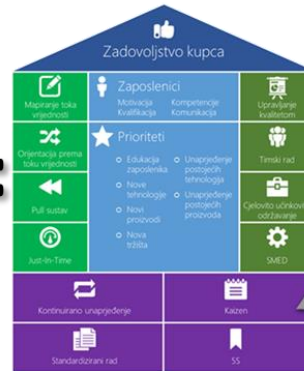 Zadovoljstvo kupca
Mapiranje toka
vrijednosti
Zaposlenici
Motivacija Kompetencije
Kvalifikacija Komunikacija
Upravljanje
kvalitetom
Orijentacija prema
toku vrijednosti
Prioriteti
Timski rad
Edukacija
zaposlenika
Nove
tehnologije
Novi
proizvodi
Nova
tržišta
Unaprjeđenje
postojećih
tehnologija
Unaprjeđenje
postojećih
proizvoda
Pull sustav
Cjelovito učinkovito
održavanje
Just-In-Time
SMED
Kontinuirano unaprjeđenje
Kaizen
Standardizirani rad
5S